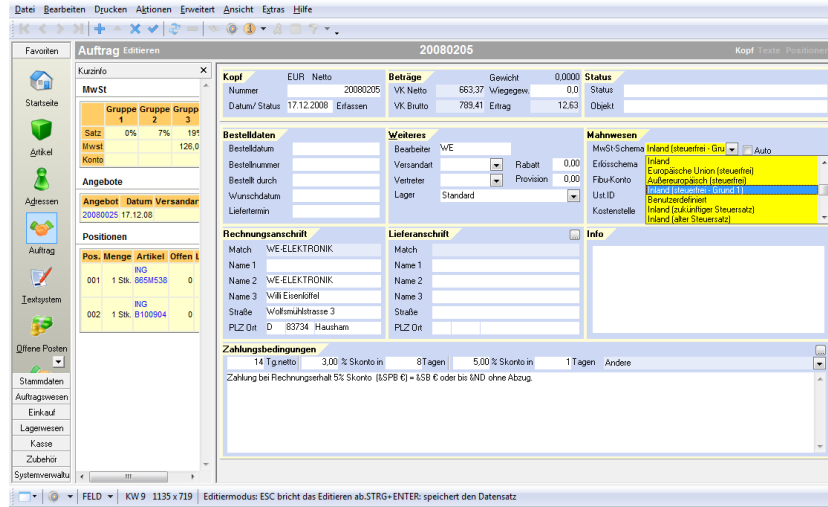 Datei Bearbeiten Drucken Aktionen Erweitert Ansicht Extras Hilfe
Favoriten
Auftrag Editieren 20080205 Kopf Texte Positionen
Startseite
Artikel
Adressen
Auftrag
Textsystem
Offene Posten
Stammdaten
Auftragswesen
Einkauf
Lagerwesen
Kasse
Zubehör
Systemverwaltu
Kurzinfo X
MwSt
Gruppe 1 Gruppe 2 Grupp 3
Satz 0% 7% 19
Mwst 126,0
Konto
Angebote
Angebot Datum Versandar
20080025 17.12.08
Positionen
Pos. Menge Artikel Offen L
001 1 Stk. ING 865M538 0
002 1 Stk. ING B100904 0
Kopf EUR Netto
Nummer 20080205
Datum/ Status 17.12.2008 Erfassen
Beträge Gewicht 0,0000
VK Netto 663,37 Wiegegew. 0,0
VK Brutto 789,41 Ertrag 12,63
Status
Status
Objekt
Bestelldaten
Bestelldatum
Bestellnummer
Bestellt durch
Wunschdatum
Liefertermin
Weiteres
Bearbeiter WE
Versandart Rabatt 0,00
Vertreter Provision 0,00
Lager Standard
Mahnwesen
MwSt-Schema Inland (steuerfrei - Gru Auto
Erlösschema
Fibu-Konto
Ust.ID
Kostenstelle
Inland
Europäische Union (steuerfrei)
Außereuropäisch (steuerfrei)
Inland (steuerfrei - Grund 1)
Benutzerdefiniert
Inland (zukünftiger Steuersatz)
Inland (alter Steuersatz)
Rechnungsanschrift
Match WE-ELEKTRONIK
Name 1
Name 2 WE-ELEKTRONIK
Name 3 Willi Eisenlöffel
Straße Wolfsmühlstrasse 3
PLZ Ort D 83734 Hausham
Lieferanschrift
Match
Name 1
Name 2
Name 3
Straße
PLZ Ort
Info
Zahlungsbedingungen
14 Tg.netto 3,00 % Skonto in 8 Tagen 5,00 % Skonto in 1 Tagen Andere
Zahlung bei Rechnungserhalt 5% Skonto (&SPB €) = &SB € oder bis &ND ohne Abzug.
FELD KW 9 1135 x 719 Editiermodus: ESC bricht das Editieren ab.STRG+ENTER: speichert den Datensatz